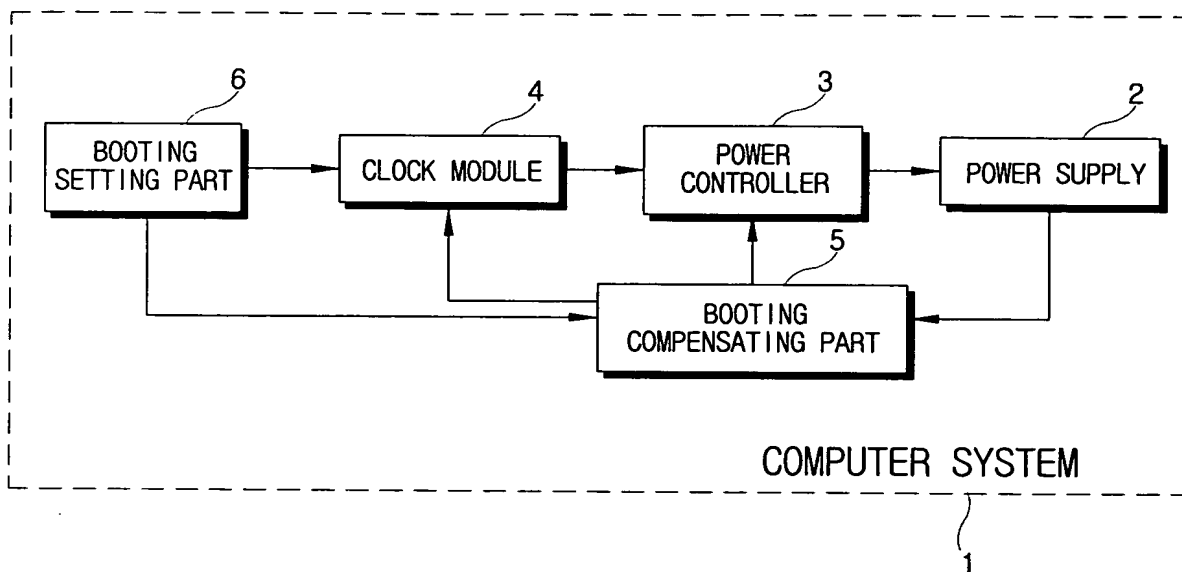 6
4
3
2
BOOTING
SETTING PART
CLOCK MODULE
POWER
CONTROLLER
POWER SUPPLY
5
BOOTING
COMPENSATING PART
COMPUTER SYSTEM
1